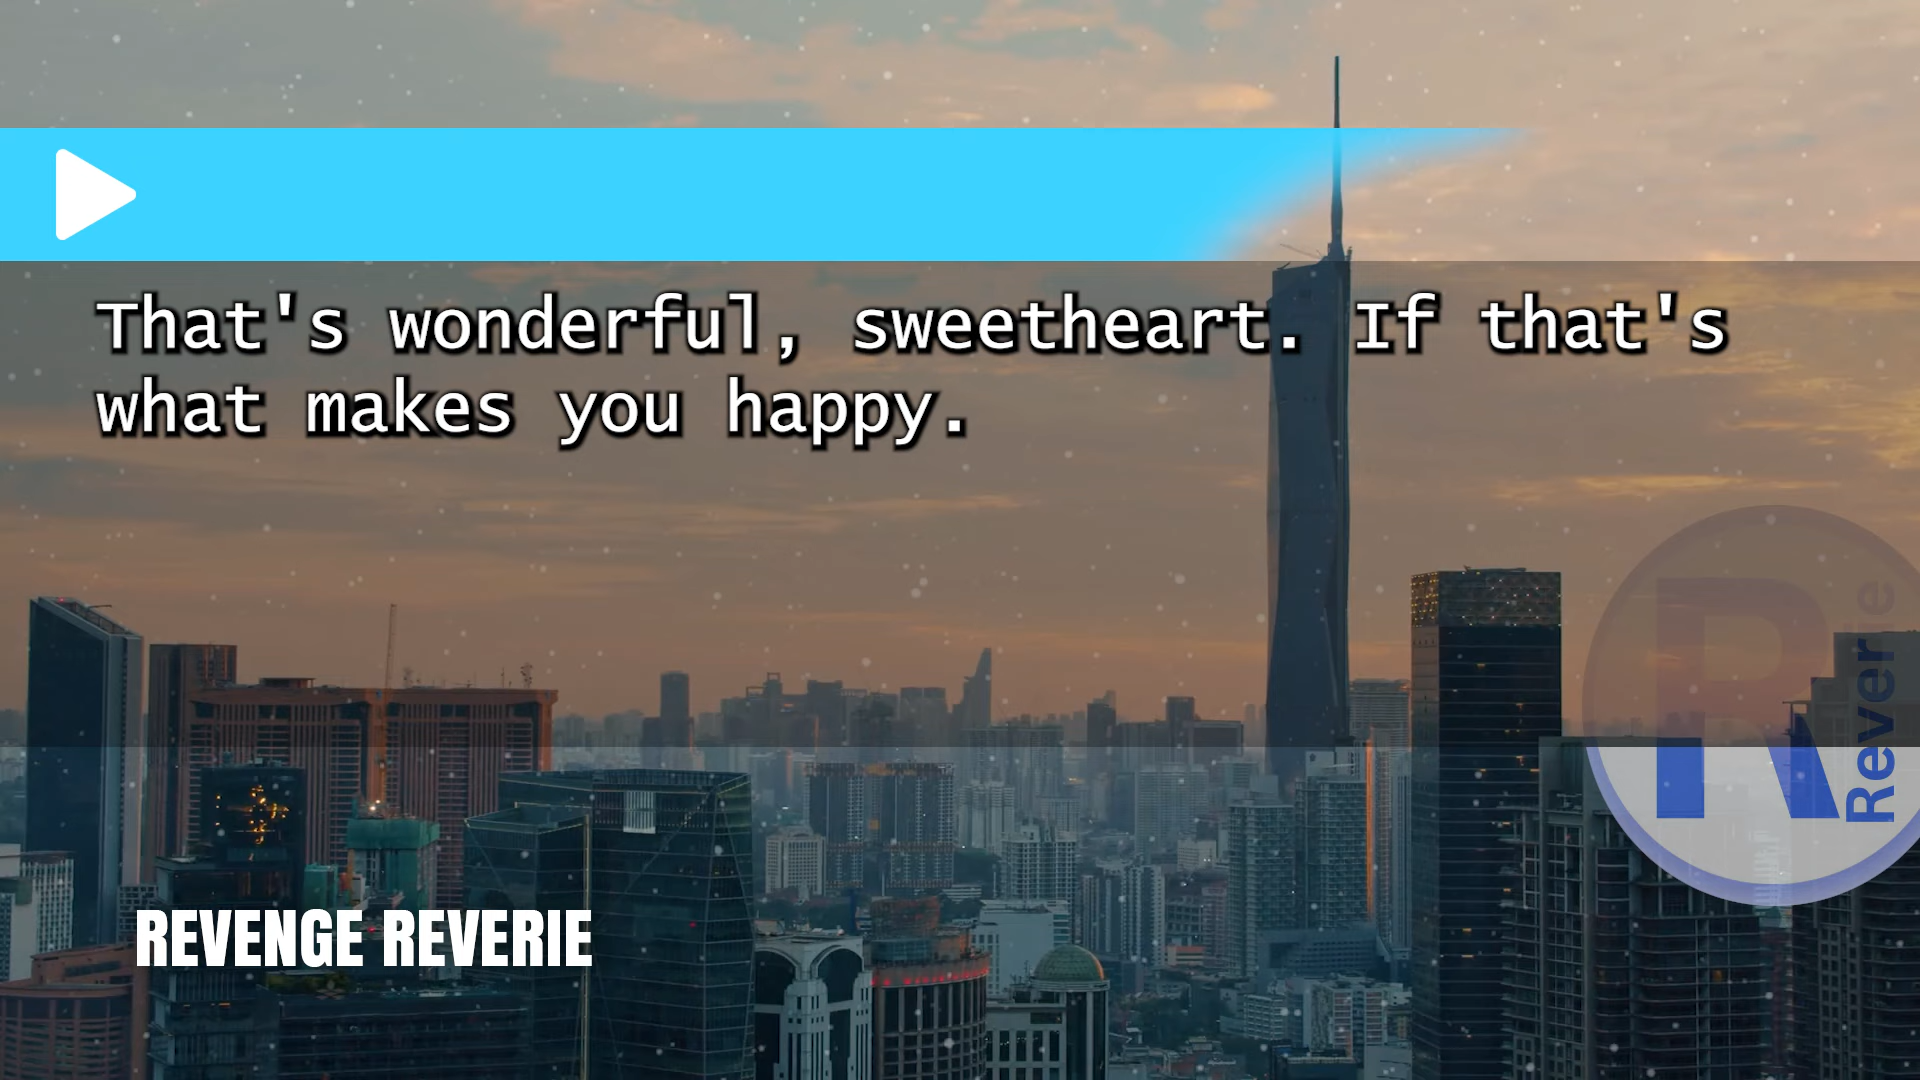 That's wonderful, sweetheart. If that's
what makes you happy.
R
Reverie
REVENGE REVERIE